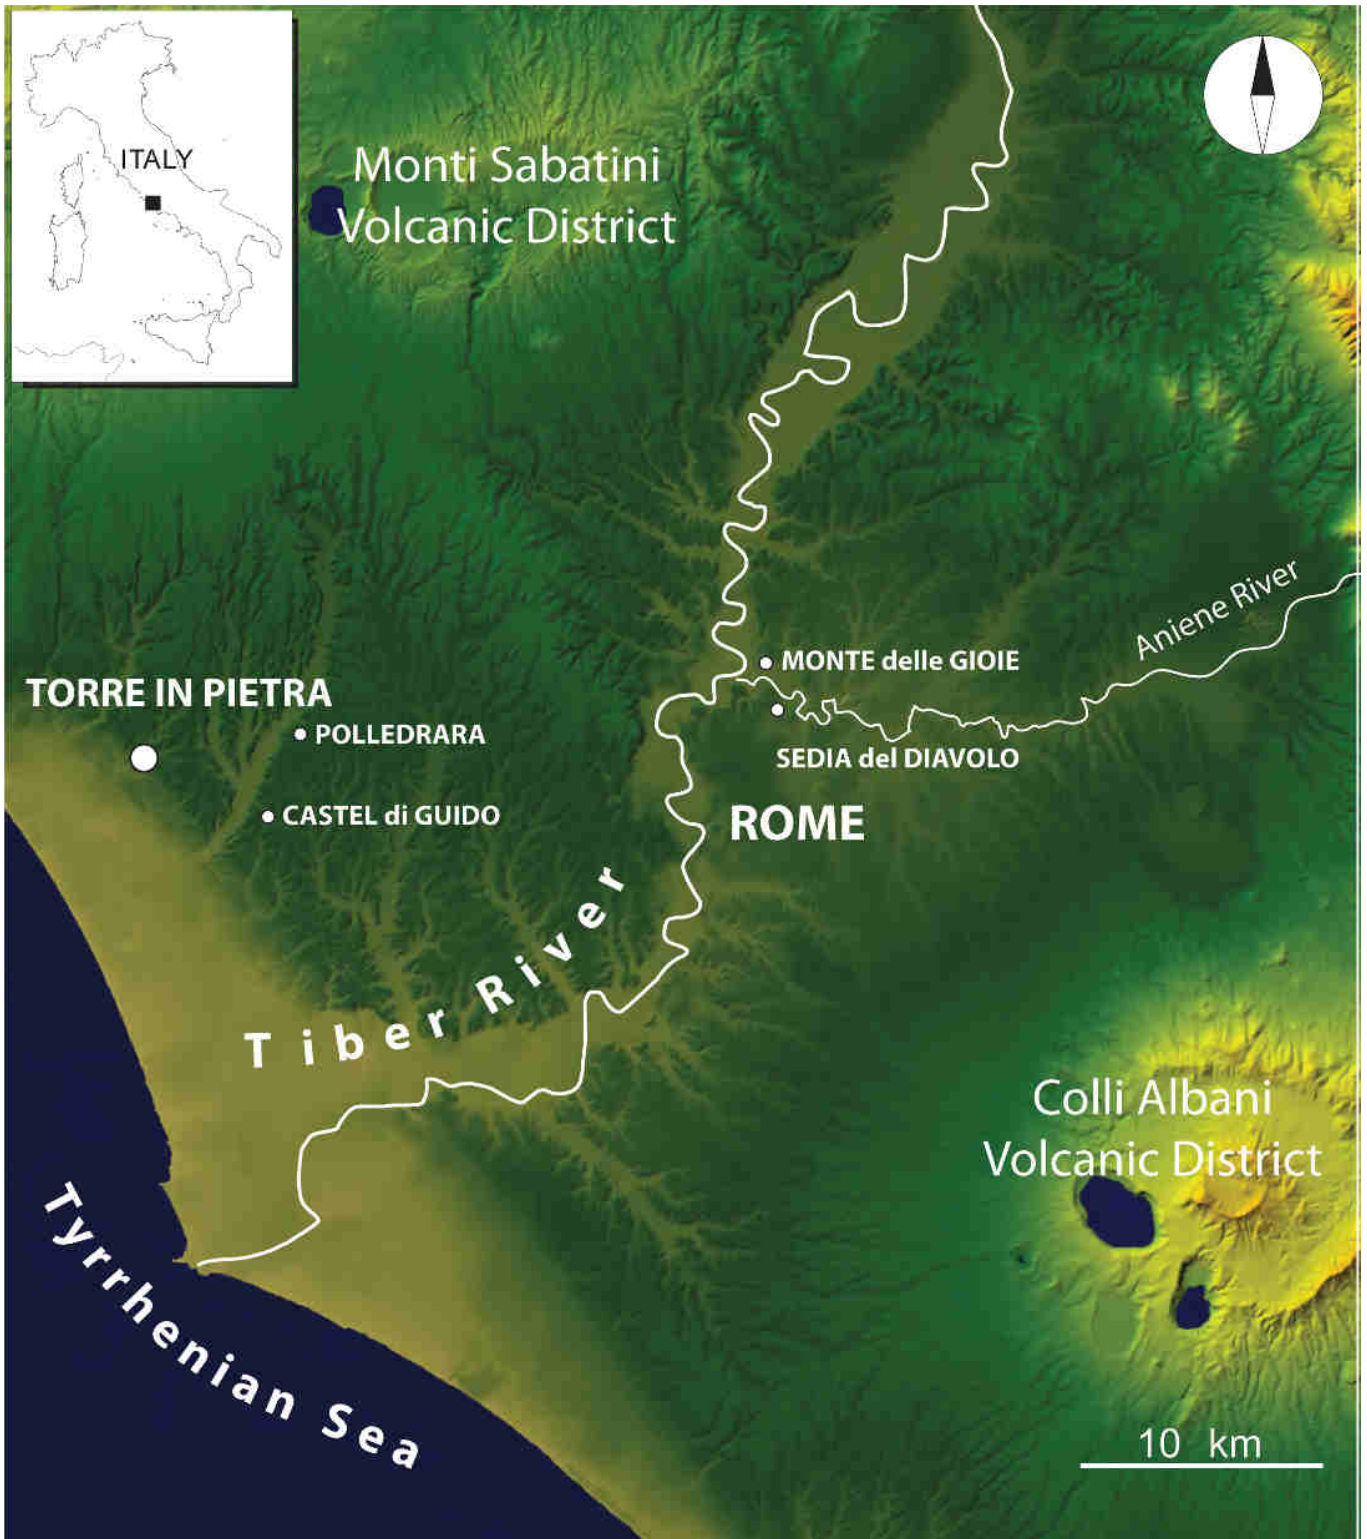 ITALY
Monti Sabatini
Volcanic District
Aniene River
MONTE delle GIOIE
TORRE IN PIETRA
POLLEDRARA
SEDIA del DIAVOLO
CASTEL di GUIDO
ROME
Tiber River
Colli Albani
Volcanic District
Tyrrhenian Sea
10 km